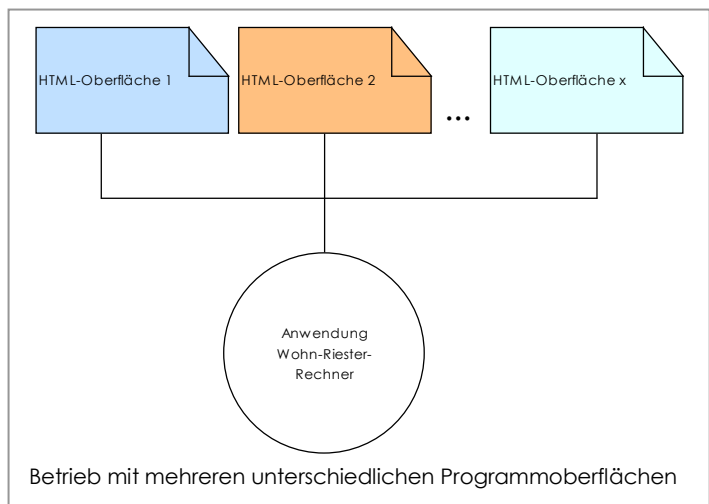 HTML-Oberfläche 1
HTML-Oberfläche 2
...
HTML-Oberfläche x
Anwendung
Wohn-Riester-
Rechner
Betrieb mit mehreren unterschiedlichen Programmoberflächen